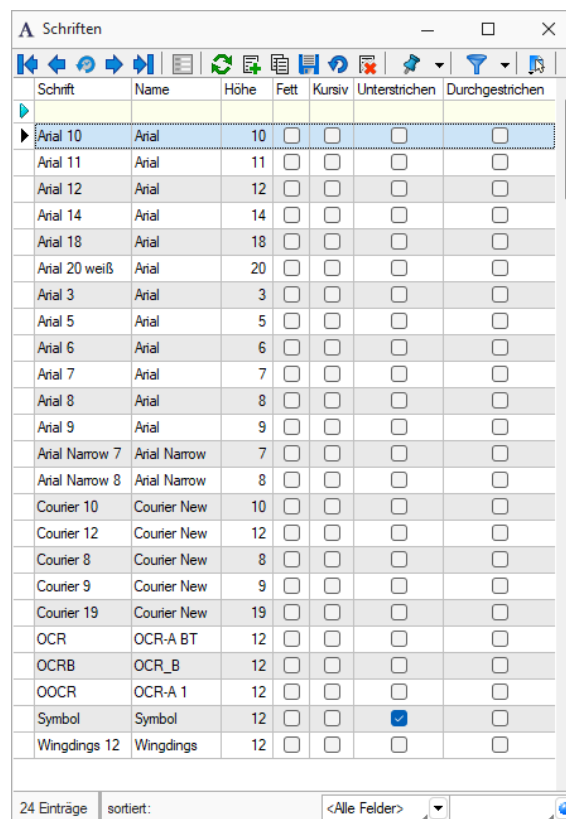 A Schriften
Schrift Name Höhe Fett Kursiv Unterstrichen Durchgestrichen
Arial 10 Arial 10
Arial 11 Arial 11
Arial 12 Arial 12
Arial 14 Arial 14
Arial 18 Arial 18
Arial 20 weiß Arial 20
Arial 3 Arial 3
Arial 5 Arial 5
Arial 6 Arial 6
Arial 7 Arial 7
Arial 8 Arial 8
Arial 9 Arial 9
Arial Narrow 7 Arial Narrow 7
Arial Narrow 8 Arial Narrow 8
Courier 10 Courier New 10
Courier 12 Courier New 12
Courier 8 Courier New 8
Courier 9 Courier New 9
Courier 19 Courier New 19
OCR OCR-A BT 12
OCRB OCR_B 12
OOCR OCR-A 1 12
Symbol Symbol 12
Wingdings 12 Wingdings 12
24 Einträge sortiert: <Alle Felder>